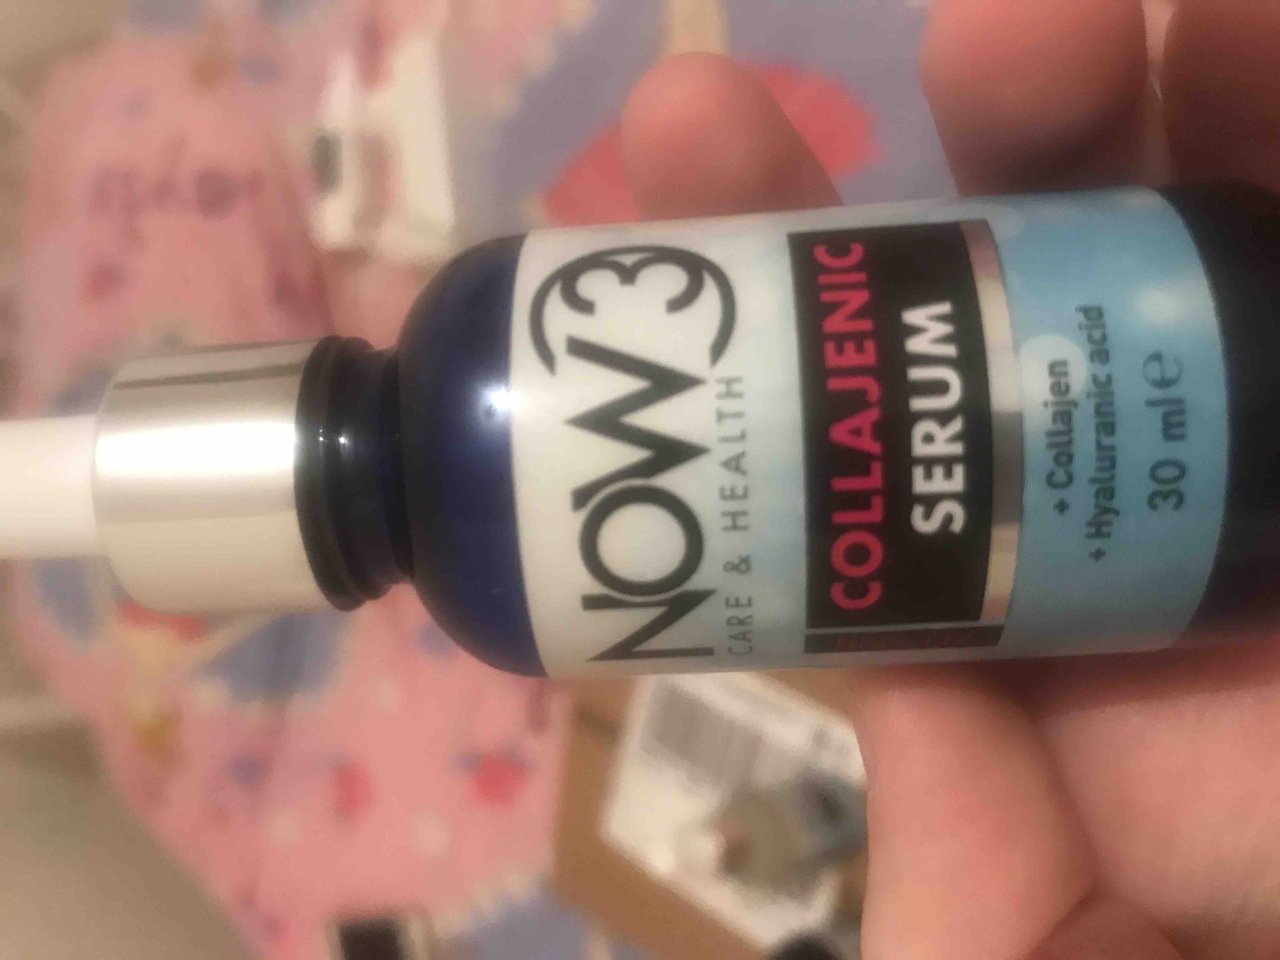 NOW3
CARE & HEALTH
COLLAJENIC
SERUM
+ Collajen
+ Hyaluranic acid
30 ml ℮